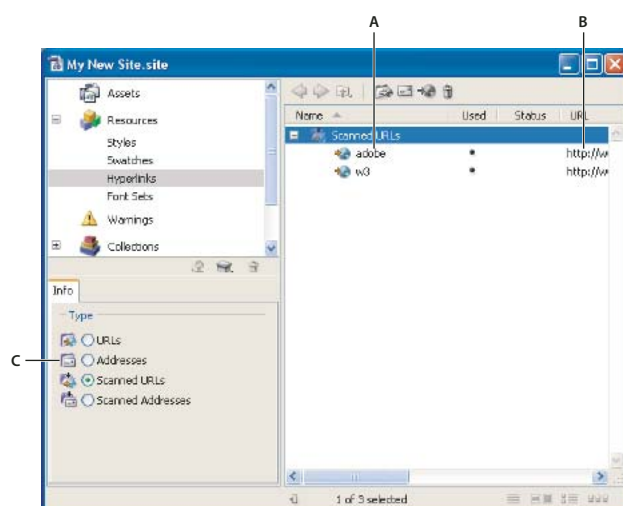 A
B
My New Site.site
Assets
Resources
Styles
Swatches
Hyperlinks
Font Sets
Warnings
Collections
Name Used Status URL
Scanned URLs
adobe http://w
w3 http://w
Info
Type
URLs
C
Addresses
Scanned URLs
Scanned Addresses
1 of 3 selected